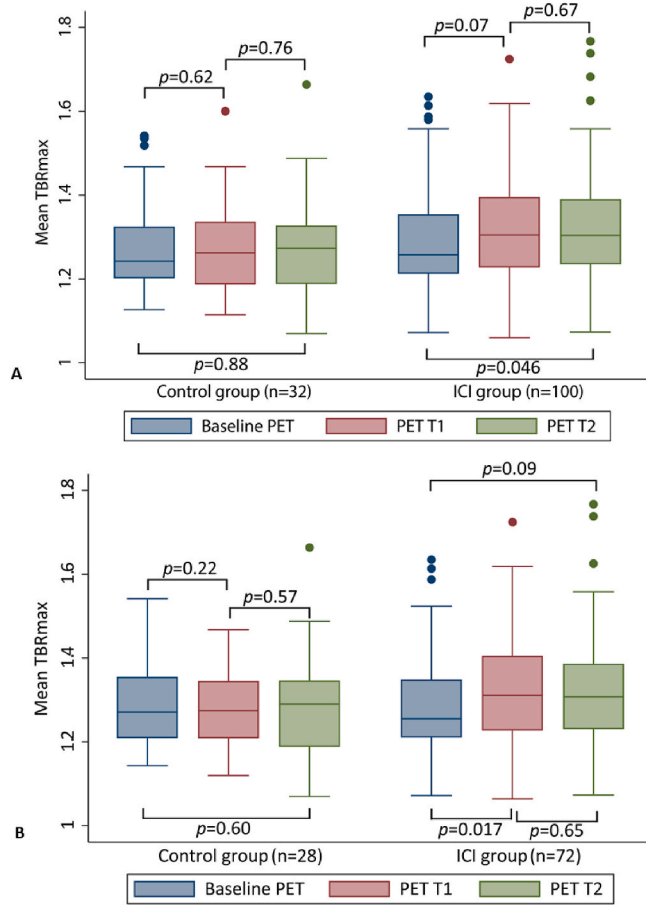 1.8
p=0.67
p=0.07
p=0.76
p=0.62
1.6
Mean TBRmax
1.4
1.2
1
p=0.88
p=0.046
A
Control group (n=32)
ICI group (n=100)
Baseline PET
PET T1
PET T2
1.8
p=0.09
1.6
p=0.22
p=0.57
Mean TBRmax
1.4
1.2
1
p=0.60
p=0.017
p=0.65
B
Control group (n=28)
ICI group (n=72)
Baseline PET
PET T1
PET T2